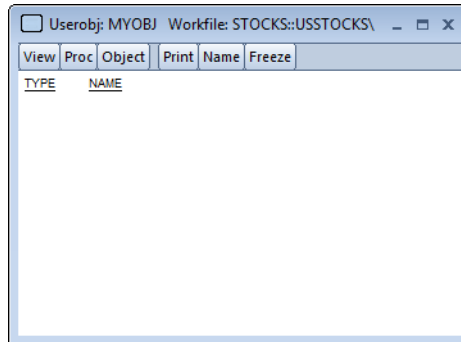 Userobj: MYOBJ Workfile: STOCKS::USSTOCKS\
View Proc Object Print Name Freeze
TYPE NAME